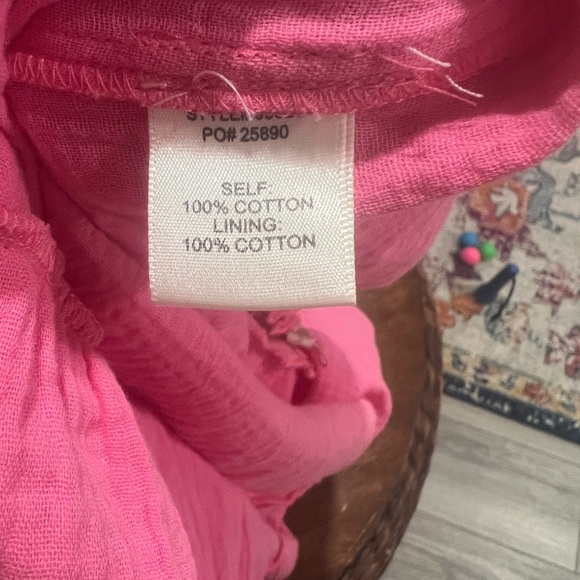 PO# 25890
SELF:
100% COTTON
LINING:
100% COTTON